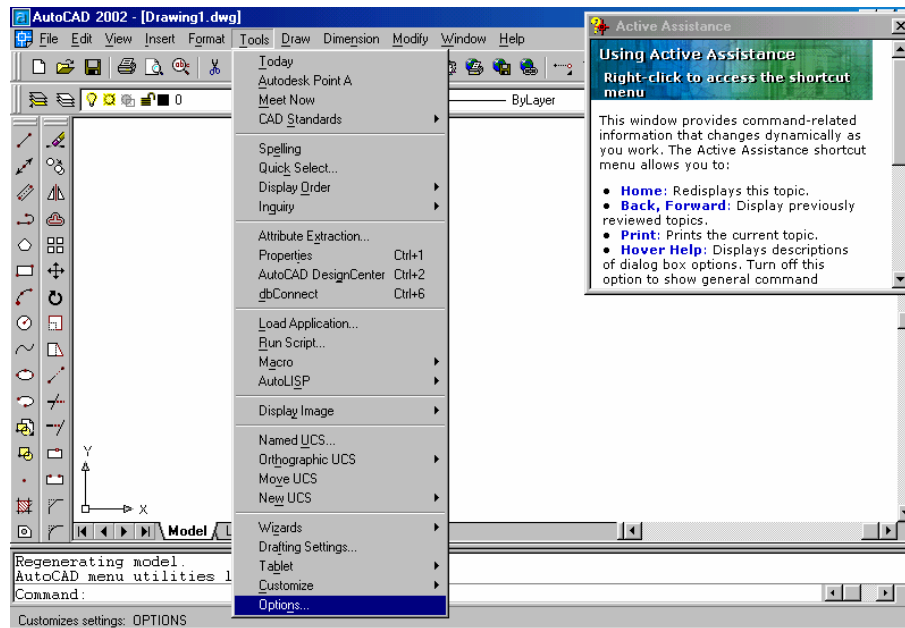 AutoCAD 2002 - [Drawing1.dwg]
File Edit View Insert Format Tools Draw Dimension Modify Window Help
0
ByLayer
Today
Autodesk Point A
Meet Now
CAD Standards
Spelling
Quick Select...
Display Order
Inquiry
Attribute Extraction...
Properties Ctrl+1
AutoCAD DesignCenter Ctrl+2
dbConnect Ctrl+6
Load Application...
Run Script...
Macro
AutoLISP
Display Image
Named UCS...
Orthographic UCS
Move UCS
New UCS
Wizards
Drafting Settings...
Tablet
Customize
Options...
Active Assistance
Using Active Assistance
Right-click to access the shortcut
menu
This window provides command-related
information that changes dynamically as
you work. The Active Assistance shortcut
menu allows you to:
• Home: Redisplays this topic.
• Back, Forward: Display previously
reviewed topics.
• Print: Prints the current topic.
• Hover Help: Displays descriptions
of dialog box options. Turn off this
option to show general command
Y
X
Model L
Regenerating model.
AutoCAD menu utilities l
Command:
Customizes settings: OPTIONS